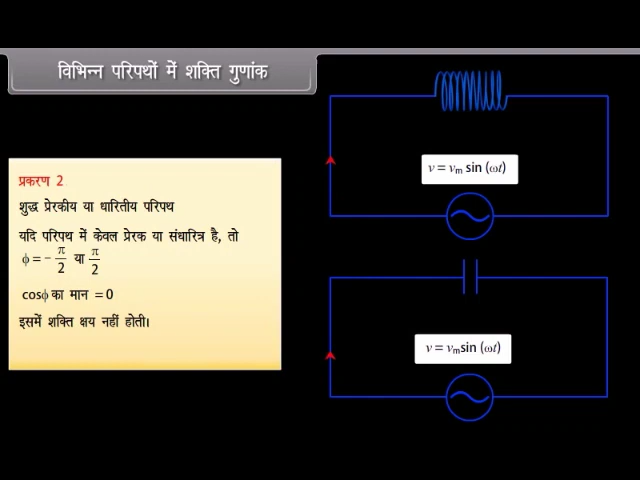 विभिन्न परिपथों में शक्ति गुणांक
प्रकरण 2
शुद्ध प्रेरकीय या धारितीय परिपथ
यदि परिपथ में केवल प्रेरक या संधारित्र है, तो
ϕ = − π/2 या π/2
cosϕ का मान = 0
इसमें शक्ति क्षय नहीं होती।
v = vₘ sin (ωt)
v = vₘ sin (ωt)